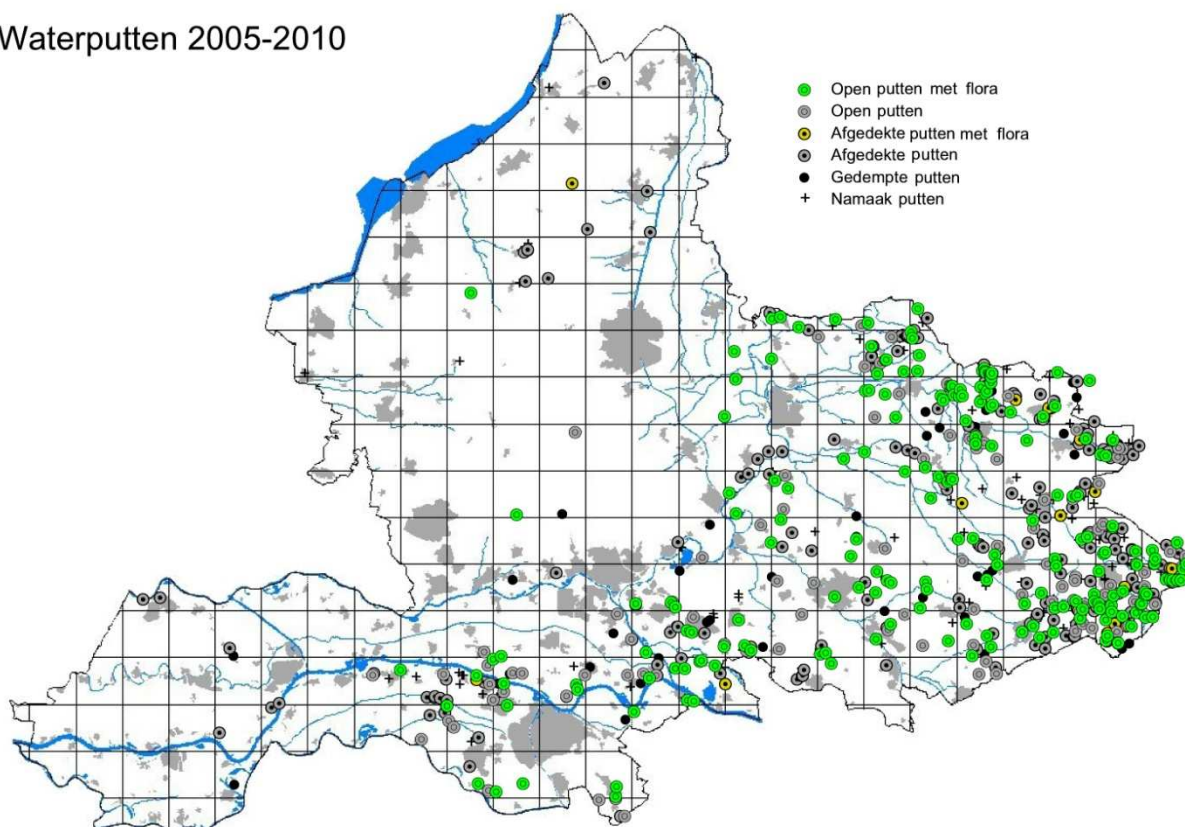 Waterputten 2005-2010
Open putten met flora
Open putten
Afgedekte putten met flora
Afgedekte putten
Gedempte putten
Namaak putten